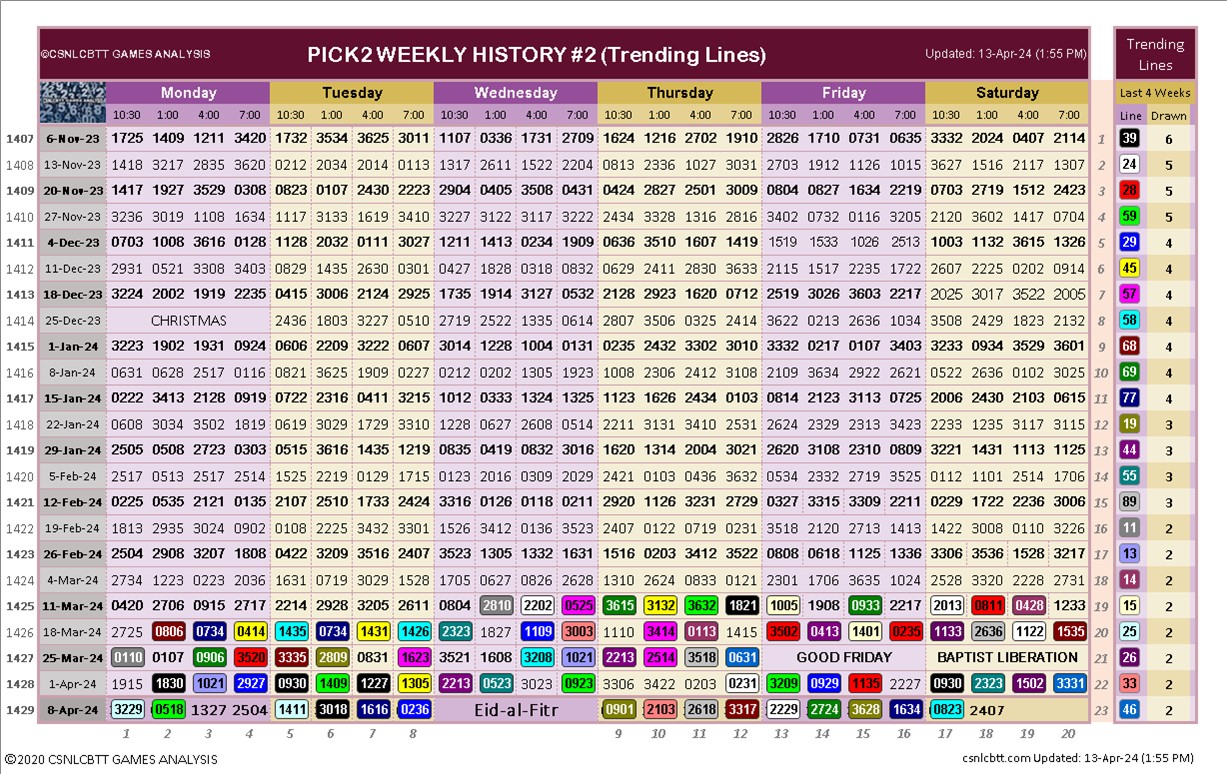 ©CSNLCBTT GAMES ANALYSIS PICK2 WEEKLY HISTORY #2 (Trending Lines) Updated: 13-Apr-24 (1:55 PM) Trending Lines
Monday Tuesday Wednesday Thursday Friday Saturday Last 4 Weeks
10:30 1:00 4:00 7:00 10:30 1:00 4:00 7:00 10:30 1:00 4:00 7:00 10:30 1:00 4:00 7:00 10:30 1:00 4:00 7:00 10:30 1:00 4:00 7:00 Line Drawn
1407 6-Nov-23 1725 1409 1211 3420 1732 3534 3625 3011 1107 0336 1731 2709 1624 1216 2702 1910 2826 1710 0731 0635 3332 2024 0407 2114 1 39 6
1408 13-Nov-23 1418 3217 2835 3620 0212 2034 2014 0113 1317 2611 1522 2204 0813 2336 1027 3031 2703 1912 1126 1015 3627 1516 2117 1307 2 24 5
1409 20-Nov-23 1417 1927 3529 0308 0823 0107 2430 2223 2904 0405 3508 0431 0424 2827 2501 3009 0804 0827 1634 2219 0703 2719 1512 2423 3 28 5
1410 27-Nov-23 3236 3019 1108 1634 1117 3133 1619 3410 3227 3122 3117 3222 2434 3328 1316 2816 3402 0732 0116 3205 2120 3602 1417 0704 4 59 5
1411 4-Dec-23 0703 1008 3616 0128 1128 2032 0111 3027 1211 1413 0234 1909 0636 3510 1607 1419 1519 1533 1926 2513 1003 1132 3615 1326 5 29 4
1412 11-Dec-23 2931 0521 3308 3403 0829 1435 2630 0301 0427 1828 0318 0832 0629 2411 2830 3633 2115 1517 2235 1722 2607 2225 0202 0914 6 45 4
1413 18-Dec-23 3224 2002 1919 2235 0415 3006 2124 2925 1735 1914 3127 0532 2128 2923 1620 0712 2519 3026 3603 2217 2025 3017 3522 2005 7 57 4
1414 25-Dec-23 CHRISTMAS 2436 1803 3227 0510 2719 2522 1335 0614 2807 3506 0325 2414 3622 0213 2636 1034 3508 2429 1823 2132 8 58 4
1415 1-Jan-24 3223 1902 1931 0924 0606 2209 3222 0607 3014 1228 1004 0131 0235 2432 3302 3010 3332 0217 0107 3403 3233 0934 3529 3601 9 68 4
1416 8-Jan-24 0631 0628 2517 0116 0821 3625 1909 0227 0212 0202 1305 1923 1008 2306 2412 3108 2109 3634 2922 2621 0522 2636 0102 3025 10 69 4
1417 15-Jan-24 0222 3413 2128 0919 0722 2316 0411 3215 1012 0333 1324 1325 1123 1626 2434 0103 0814 2123 3113 0725 2006 2430 2103 0615 11 77 4
1418 22-Jan-24 0608 3034 3502 1819 0619 3029 1729 3310 1228 0627 2608 0514 2211 3131 3410 2531 2624 2329 2313 3423 2233 1235 3117 3115 12 19 3
1419 29-Jan-24 2505 0508 2723 0303 0515 3616 1435 1214 0835 0419 0832 3016 1620 1314 2004 3021 2620 3108 2310 0809 3221 1431 1113 1125 13 44 3
1420 5-Feb-24 2517 0513 2517 2514 1525 2219 0129 1715 0123 2016 0309 2029 2421 0103 0436 3632 0534 2332 2719 3525 0112 1101 2514 1706 14 55 3
1421 12-Feb-24 0225 0535 2121 0135 2107 2510 1733 2424 3316 0126 0118 0211 2920 1126 3231 2729 0327 3315 3309 2211 0229 1722 2236 3006 15 89 3
1422 19-Feb-24 1813 2935 3024 0902 0108 2225 3432 3301 1526 3412 0136 3523 2407 0122 0719 0231 3518 2120 2713 1413 1422 3008 0110 3226 16 11 2
1423 26-Feb-24 2504 2908 3207 1808 0422 3209 3516 2407 3523 1305 1332 1631 1516 0203 3412 3522 0808 0618 1125 1336 3306 3536 1528 3217 17 13 2
1424 4-Mar-24 2734 1223 0223 2036 1631 0719 3029 1528 1705 0627 0826 2628 1310 2624 0833 0121 2301 1706 3635 1024 2528 3320 2228 2731 18 14 2
1425 11-Mar-24 0420 2706 0915 2717 2214 2928 3205 2611 0804 2810 2202 0525 3615 3132 3632 1821 1005 1908 0933 2217 2013 0811 0428 1233 19 15 2
1426 18-Mar-24 2725 0806 0734 0414 1435 0734 1431 1426 2323 1827 1109 3003 1110 3414 0113 1415 3502 0413 1401 0235 1133 2636 1122 1535 20 25 2
1427 25-Mar-24 0110 0107 0906 3520 3335 2809 0831 1623 3521 1608 3208 1021 2213 2514 3518 0631 GOOD FRIDAY BAPTIST LIBERATION 21 26 2
1428 1-Apr-24 1915 1830 1021 2927 0930 1409 1227 1305 2213 0523 3023 0923 3306 3422 0203 0231 3209 0929 1135 2227 0930 2323 1502 3331 22 33 2
1429 8-Apr-24 3229 0518 1327 2504 1411 3018 1616 0236 Eid-al-Fitr 0901 2103 2618 3317 2229 2724 3628 1634 0823 2407 23 46 2
1 2 3 4 5 6 7 8 9 10 11 12 13 14 15 16 17 18 19 20
©2020 CSNLCBTT GAMES ANALYSIS csnlcbtt.com Updated: 13-Apr-24 (1:55 PM)